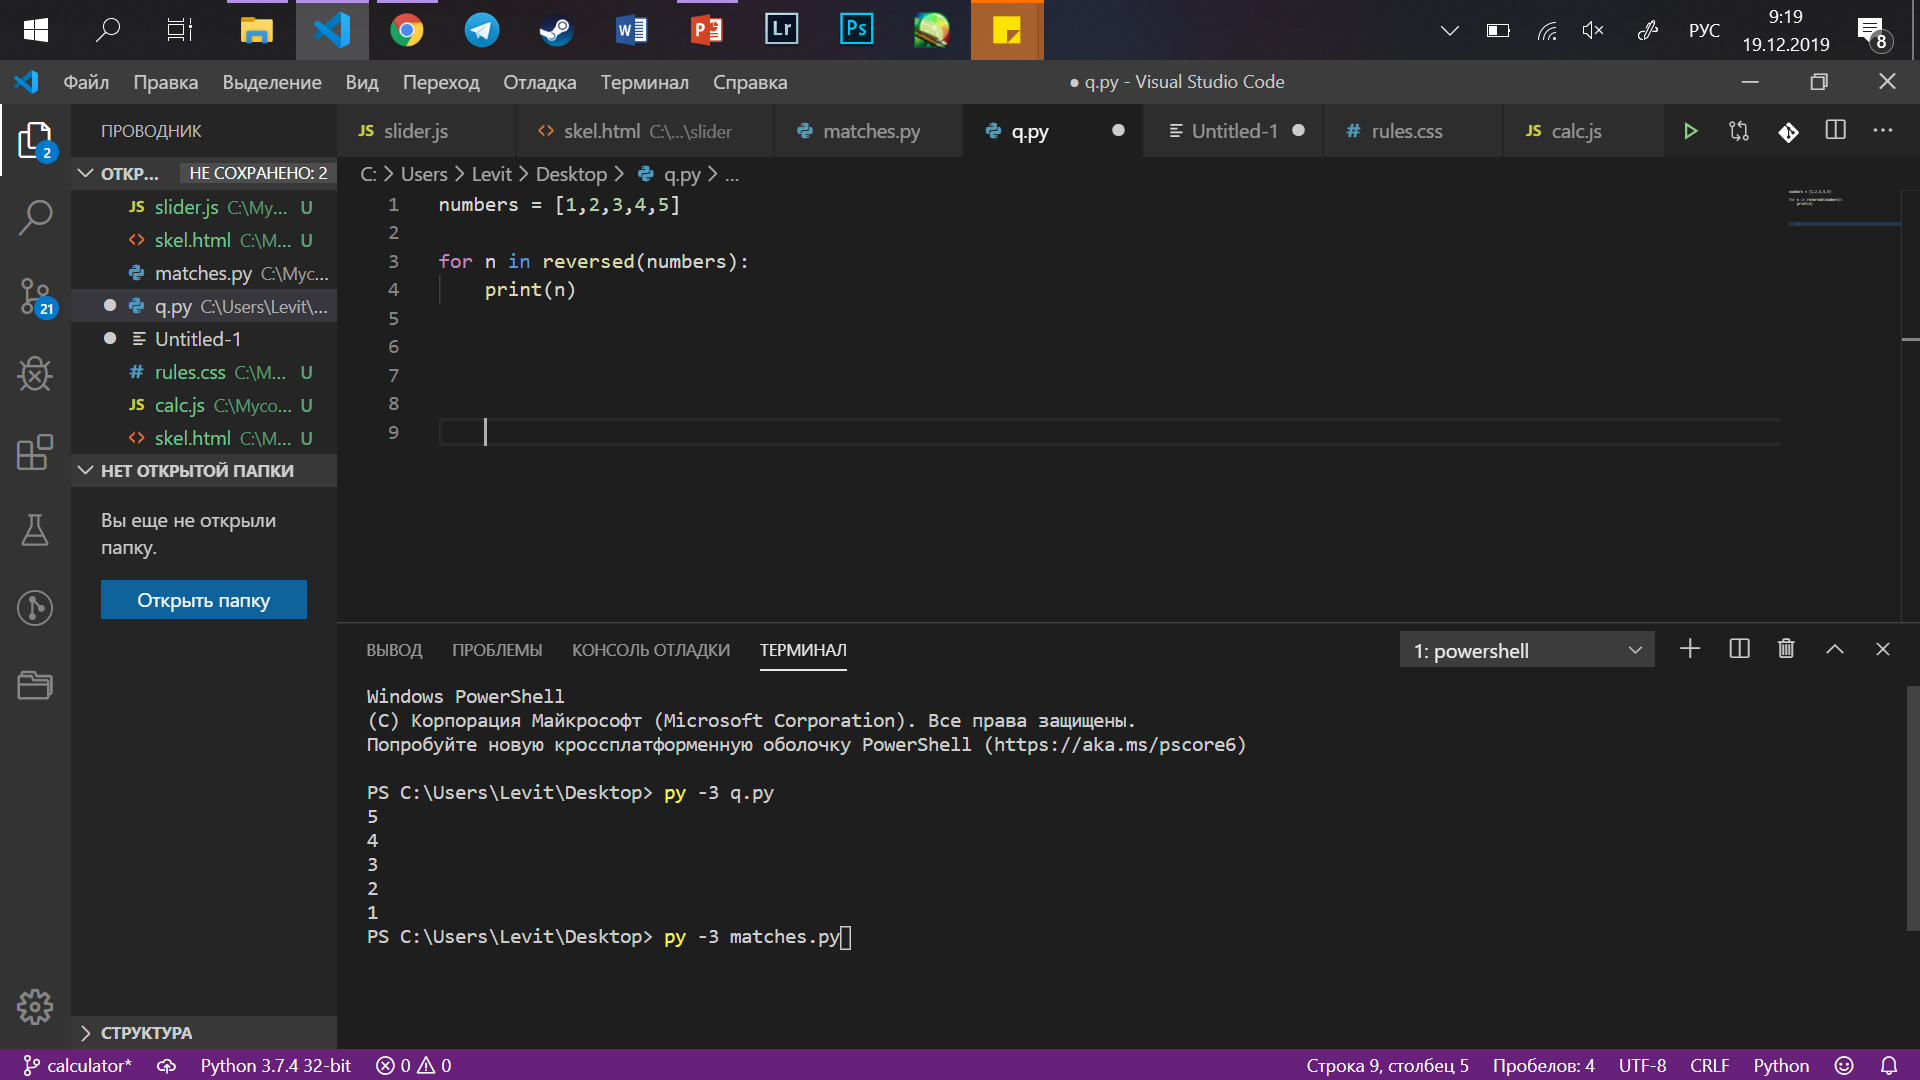 Lr
Ps
РУС
9:19
19.12.2019
8
Файл Правка Выделение Вид Переход Отладка Терминал Справка
● q.py - Visual Studio Code
2
21
ПРОВОДНИК
ОТКР... НЕ СОХРАНЕНО: 2
JS slider.js C:\My... U
<> skel.html C:\M... U
matches.py C:\Myc...
q.py C:\Users\Levit\...
Untitled-1
# rules.css C:\M... U
JS calc.js C:\Myco... U
<> skel.html C:\M... U
НЕТ ОТКРЫТОЙ ПАПКИ
Вы еще не открыли
папку.
Открыть папку
СТРУКТУРА
JS slider.js
<> skel.html C:\...\slider
matches.py
q.py
Untitled-1
# rules.css
JS calc.js
C: > Users > Levit > Desktop > q.py > ...
1 numbers = [1,2,3,4,5]
2
3 for n in reversed(numbers):
4 print(n)
5
6
7
8
9
ВЫВОД ПРОБЛЕМЫ КОНСОЛЬ ОТЛАДКИ ТЕРМИНАЛ
1: powershell
Windows PowerShell
(C) Корпорация Майкрософт (Microsoft Corporation). Все права защищены.
Попробуйте новую кроссплатформенную оболочку PowerShell (https://aka.ms/pscore6)
PS C:\Users\Levit\Desktop> py -3 q.py
5
4
3
2
1
PS C:\Users\Levit\Desktop> py -3 matches.py
calculator* Python 3.7.4 32-bit 0 0
Строка 9, столбец 5 Пробелов: 4 UTF-8 CRLF Python